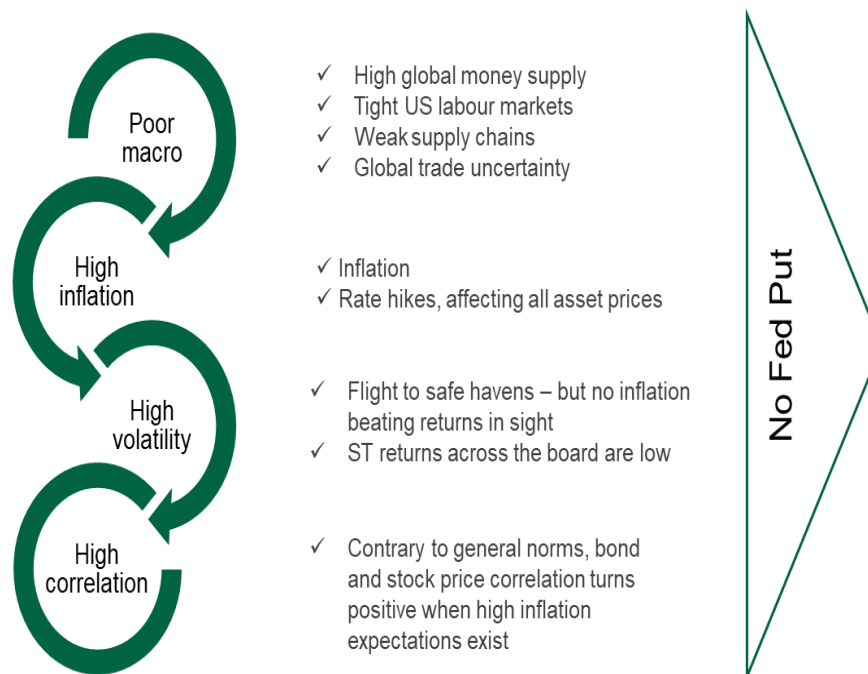 Poor
macro
✓ High global money supply
✓ Tight US labour markets
✓ Weak supply chains
✓ Global trade uncertainty
High
inflation
✓ Inflation
✓ Rate hikes, affecting all asset prices
High
volatility
✓ Flight to safe havens – but no inflation
beating returns in sight
✓ ST returns across the board are low
High
correlation
✓ Contrary to general norms, bond
and stock price correlation turns
positive when high inflation
expectations exist
No Fed Put